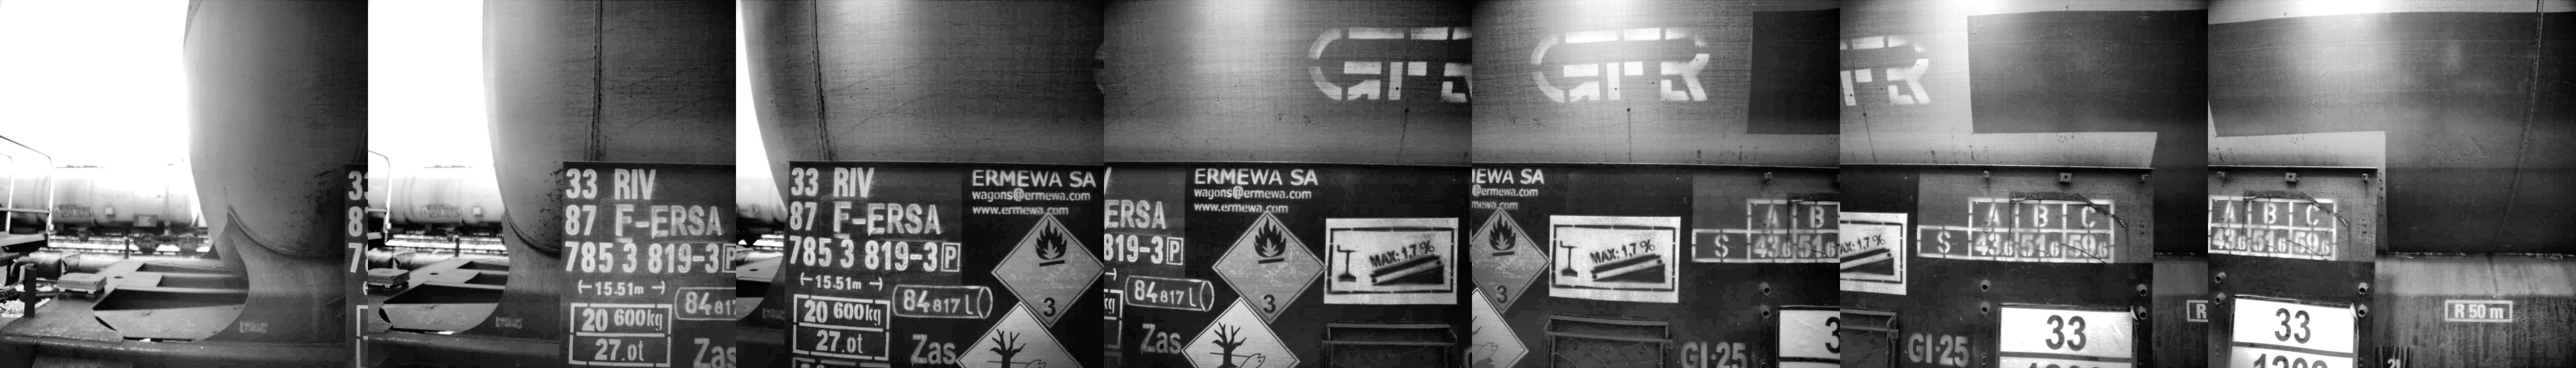 GFR
33 RIV
87 F-ERSA
785 3 819-3 P
15.51m
20 600kg
27.0t
84 817 L
Zas
ERMEWA SA
wagons@ermewa.com
www.ermewa.com
3
MAX: 1,7 %
A B C
S 43.6 51.6 59.6
GI-25
33
R 50 m